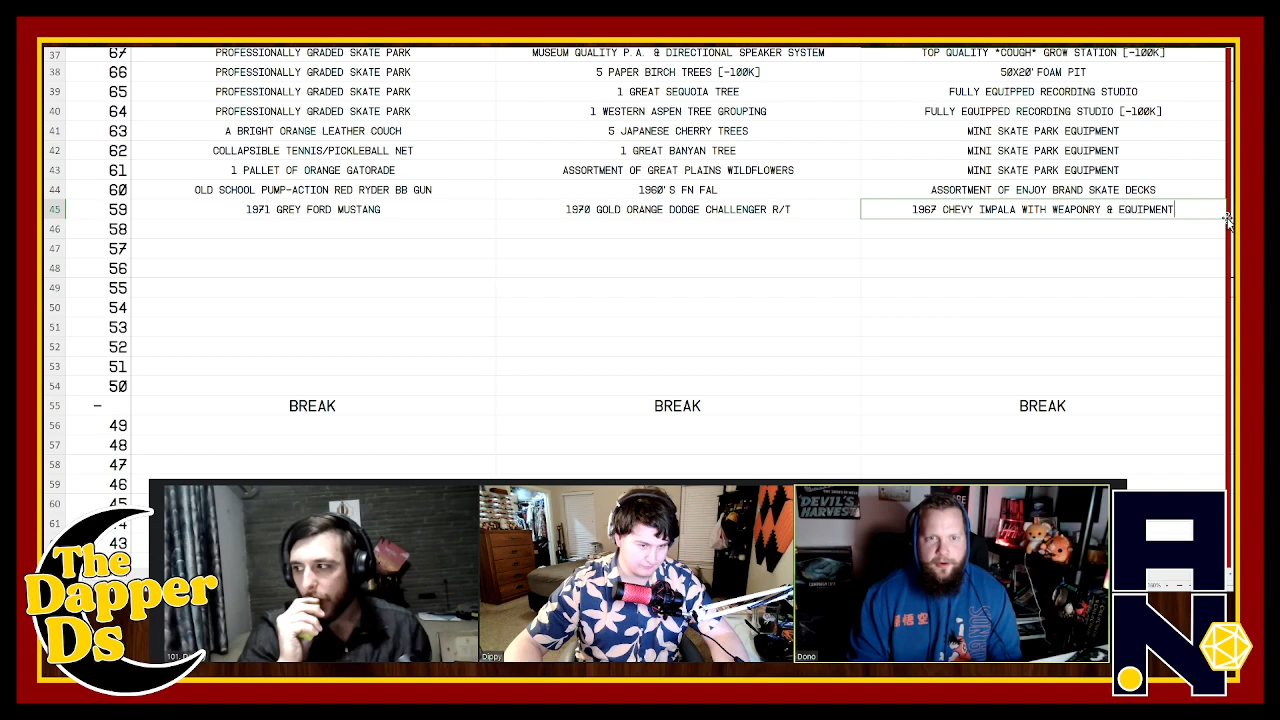 37 67 PROFESSIONALLY GRADED SKATE PARK MUSEUM QUALITY P.A. & DIRECTIONAL SPEAKER SYSTEM TOP QUALITY *COUGH* GROW STATION [-100K]
38 66 PROFESSIONALLY GRADED SKATE PARK 5 PAPER BIRCH TREES [-100K] 50X20' FOAM PIT
39 65 PROFESSIONALLY GRADED SKATE PARK 1 GREAT SEQUOIA TREE FULLY EQUIPPED RECORDING STUDIO
40 64 PROFESSIONALLY GRADED SKATE PARK 1 WESTERN ASPEN TREE GROUPING FULLY EQUIPPED RECORDING STUDIO [-100K]
41 63 A BRIGHT ORANGE LEATHER COUCH 5 JAPANESE CHERRY TREES MINI SKATE PARK EQUIPMENT
42 62 COLLAPSIBLE TENNIS/PICKLEBALL NET 1 GREAT BANYAN TREE MINI SKATE PARK EQUIPMENT
43 61 1 PALLET OF ORANGE GATORADE ASSORTMENT OF GREAT PLAINS WILDFLOWERS MINI SKATE PARK EQUIPMENT
44 60 OLD SCHOOL PUMP-ACTION RED RYDER BB GUN 1960'S FN FAL ASSORTMENT OF ENJOY BRAND SKATE DECKS
45 59 1971 GREY FORD MUSTANG 1970 GOLD ORANGE DODGE CHALLENGER R/T 1967 CHEVY IMPALA WITH WEAPONRY & EQUIPMENT
46 58
47 57
48 56
49 55
50 54
51 53
52 52
53 51
54 50
55 - BREAK BREAK BREAK
56 49
57 48
58 47
59 46
60 45
61 44
43
160%
DEVIL'S
HARVEST
悟空
Dippy
Dono
The
Dapper
Ds
AN